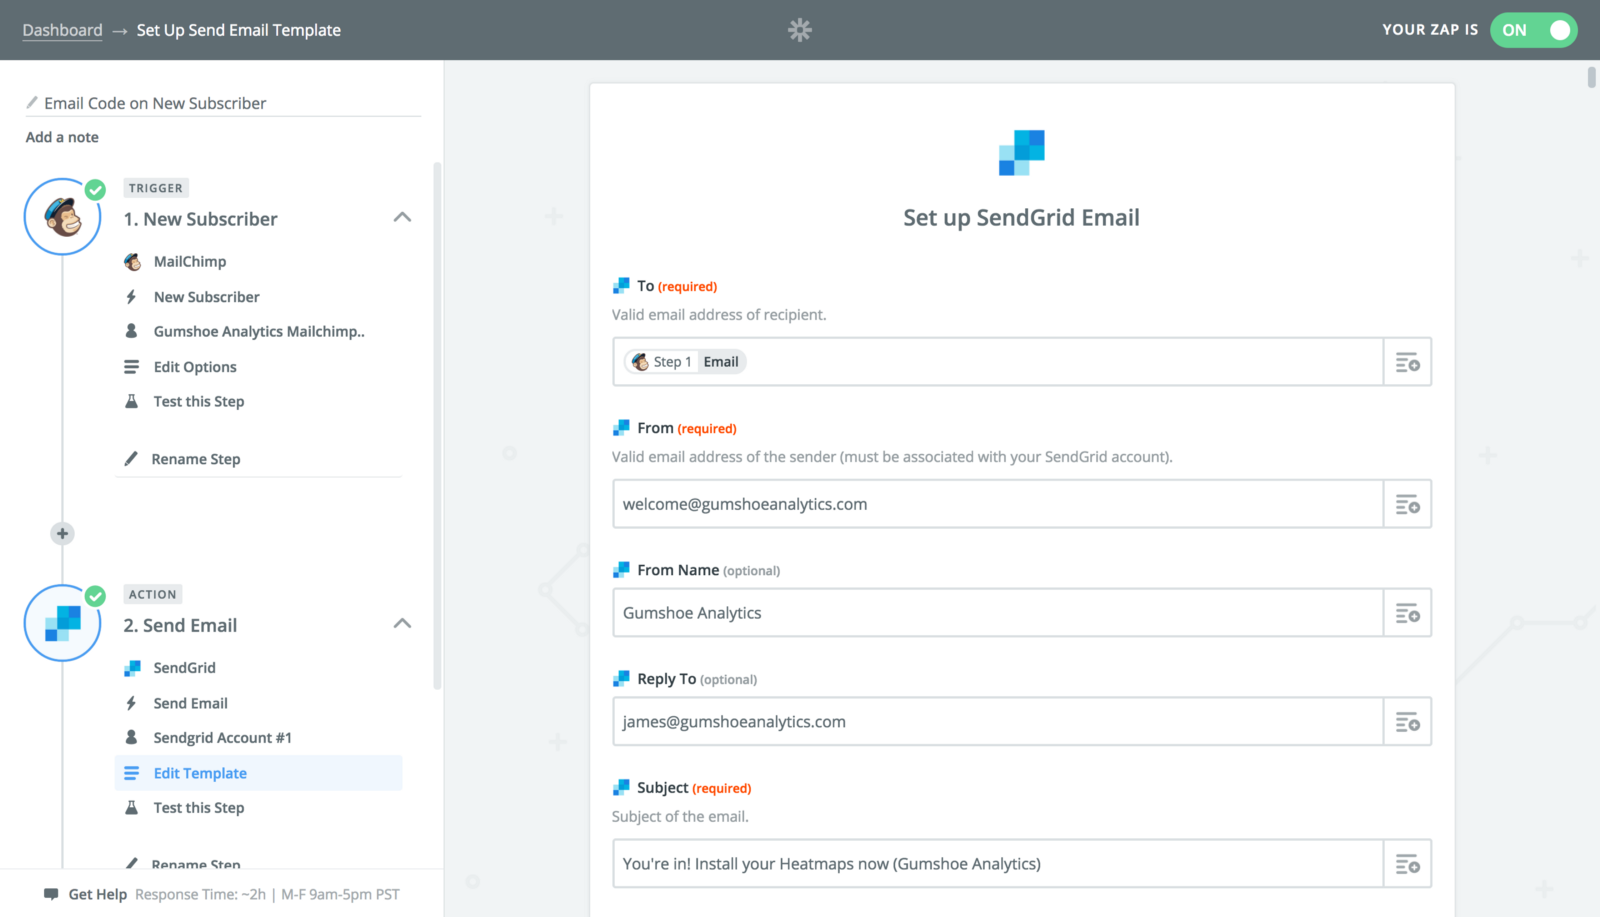 Dashboard → Set Up Send Email Template
YOUR ZAP IS ON
Email Code on New Subscriber
Add a note
TRIGGER
1. New Subscriber
MailChimp
New Subscriber
Gumshoe Analytics Mailchimp..
Edit Options
Test this Step
Rename Step
ACTION
2. Send Email
SendGrid
Send Email
Sendgrid Account #1
Edit Template
Test this Step
Rename Step
Get Help Response Time: ~2h | M-F 9am-5pm PST
Set up SendGrid Email
To (required)
Valid email address of recipient.
Step 1 Email
From (required)
Valid email address of the sender (must be associated with your SendGrid account).
welcome@gumshoeanalytics.com
From Name (optional)
Gumshoe Analytics
Reply To (optional)
james@gumshoeanalytics.com
Subject (required)
Subject of the email.
You're in! Install your Heatmaps now (Gumshoe Analytics)